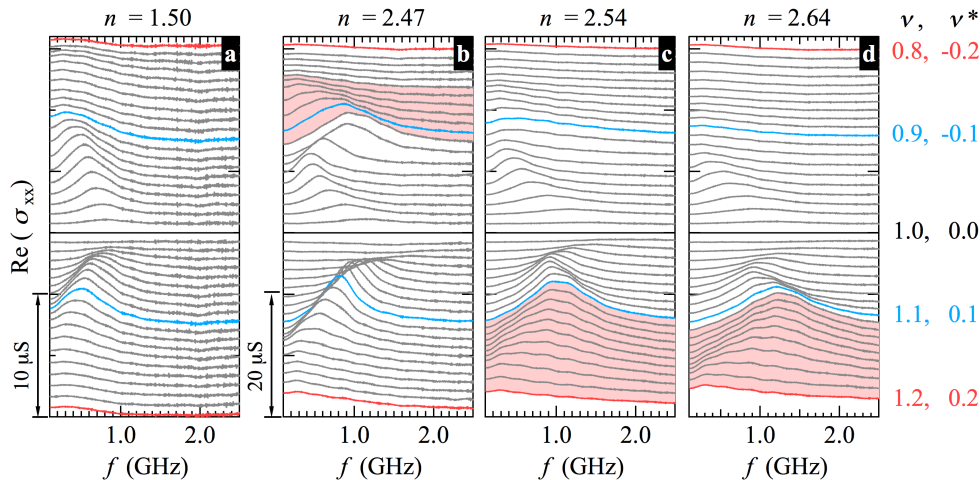 n = 1.50 n = 2.47 n = 2.54 n = 2.64 ν, ν*
a b c d 0.8, -0.2
0.9, -0.1
Re( σxx)
1.0, 0.0
10 µS 20 µS 1.1, 0.1
1.2, 0.2
1.0 2.0 1.0 2.0 1.0 2.0 1.0 2.0
f (GHz) f (GHz) f (GHz) f (GHz)